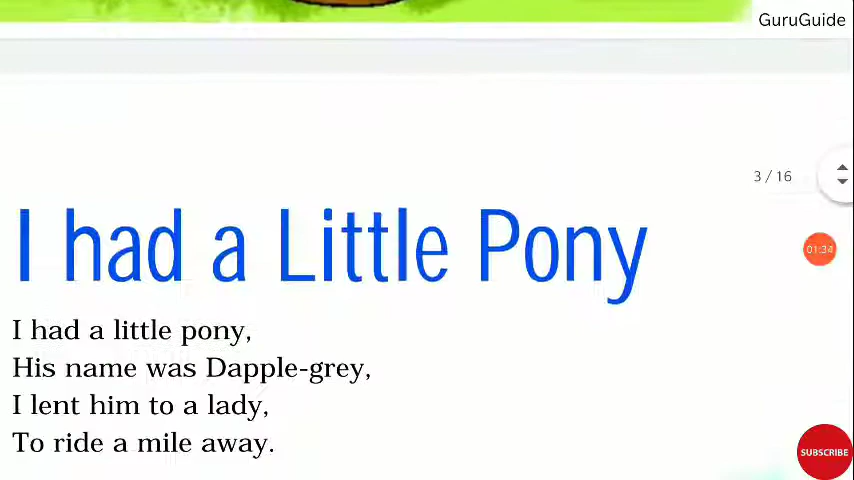 GuruGuide
3 / 16
I had a Little Pony
01:34
I had a little pony,
His name was Dapple-grey,
I lent him to a lady,
To ride a mile away.
SUBSCRIBE